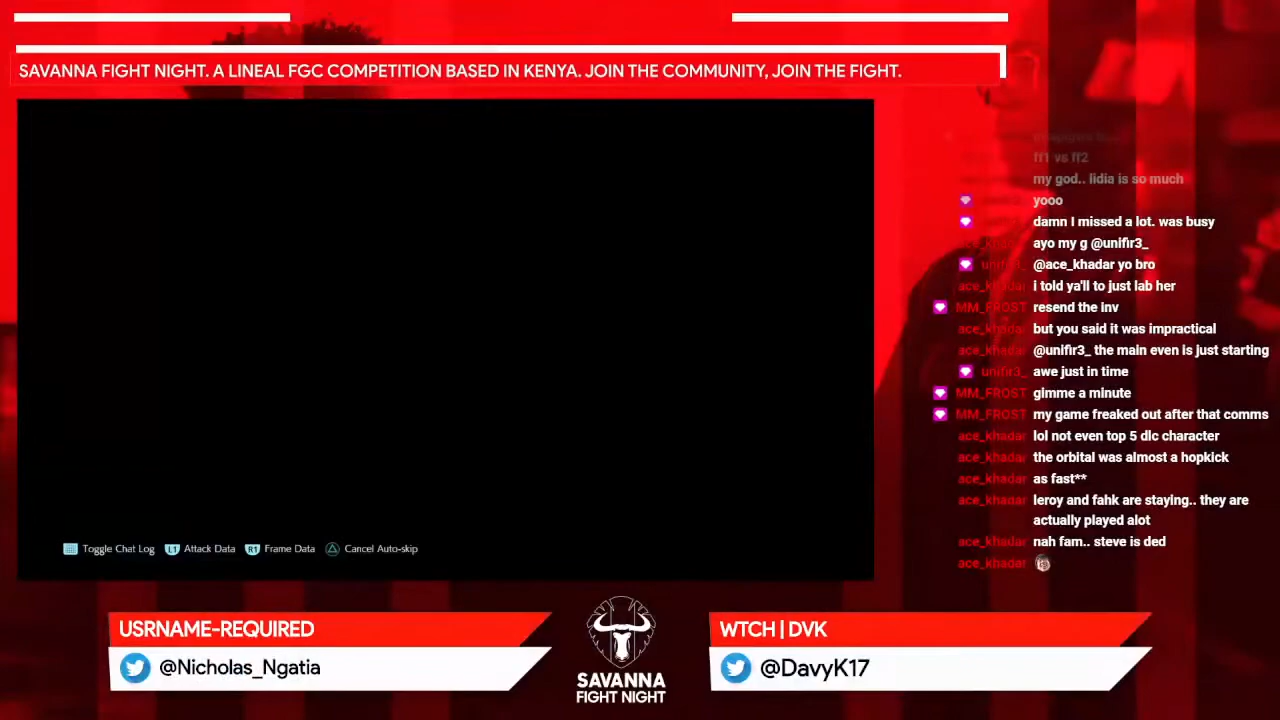 SAVANNA FIGHT NIGHT. A LINEAL FGC COMPETITION BASED IN KENYA. JOIN THE COMMUNITY, JOIN THE FIGHT.
ff1 vs ff2
my god.. lidia is so much
yooo
damn I missed a lot. was busy
ayo my g @unifir3_
unifir3_ @ace_khadar yo bro
ace_khadar i told ya'll to just lab her
MM_FROST resend the inv
ace_khadar but you said it was impractical
ace_khadar @unifir3_ the main even is just starting
unifir3_ awe just in time
MM_FROST gimme a minute
MM_FROST my game freaked out after that comms
ace_khadar lol not even top 5 dlc character
ace_khadar the orbital was almost a hopkick
ace_khadar as fast**
ace_khadar leroy and fahk are staying.. they are
actually played alot
ace_khadar nah fam.. steve is ded
ace_khadar
Toggle Chat Log L1 Attack Data R1 Frame Data Cancel Auto-skip
USRNAME-REQUIRED
@Nicholas_Ngatia
SAVANNA
FIGHT NIGHT
WTCH | DVK
@DavyK17